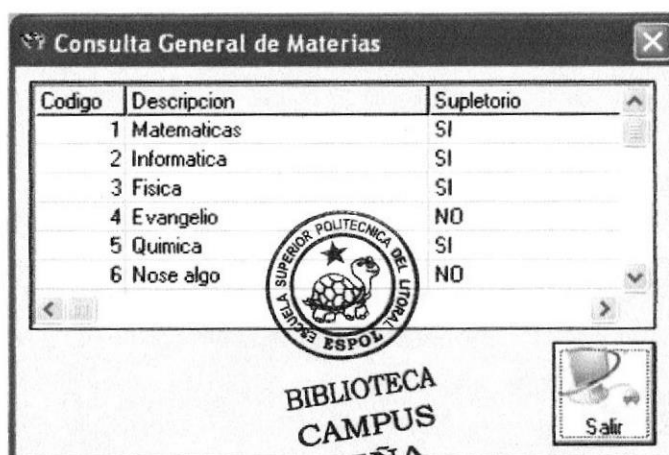 Consulta General de Materias
Codigo Descripcion Supletorio
1 Matematicas SI
2 Informatica SI
3 Fisica SI
4 Evangelio NO
5 Quimica SI
6 Nose algo NO
ESCUELA SUPERIOR POLITECNICA DEL LITORAL
ESPOL
BIBLIOTECA
CAMPUS
Salir